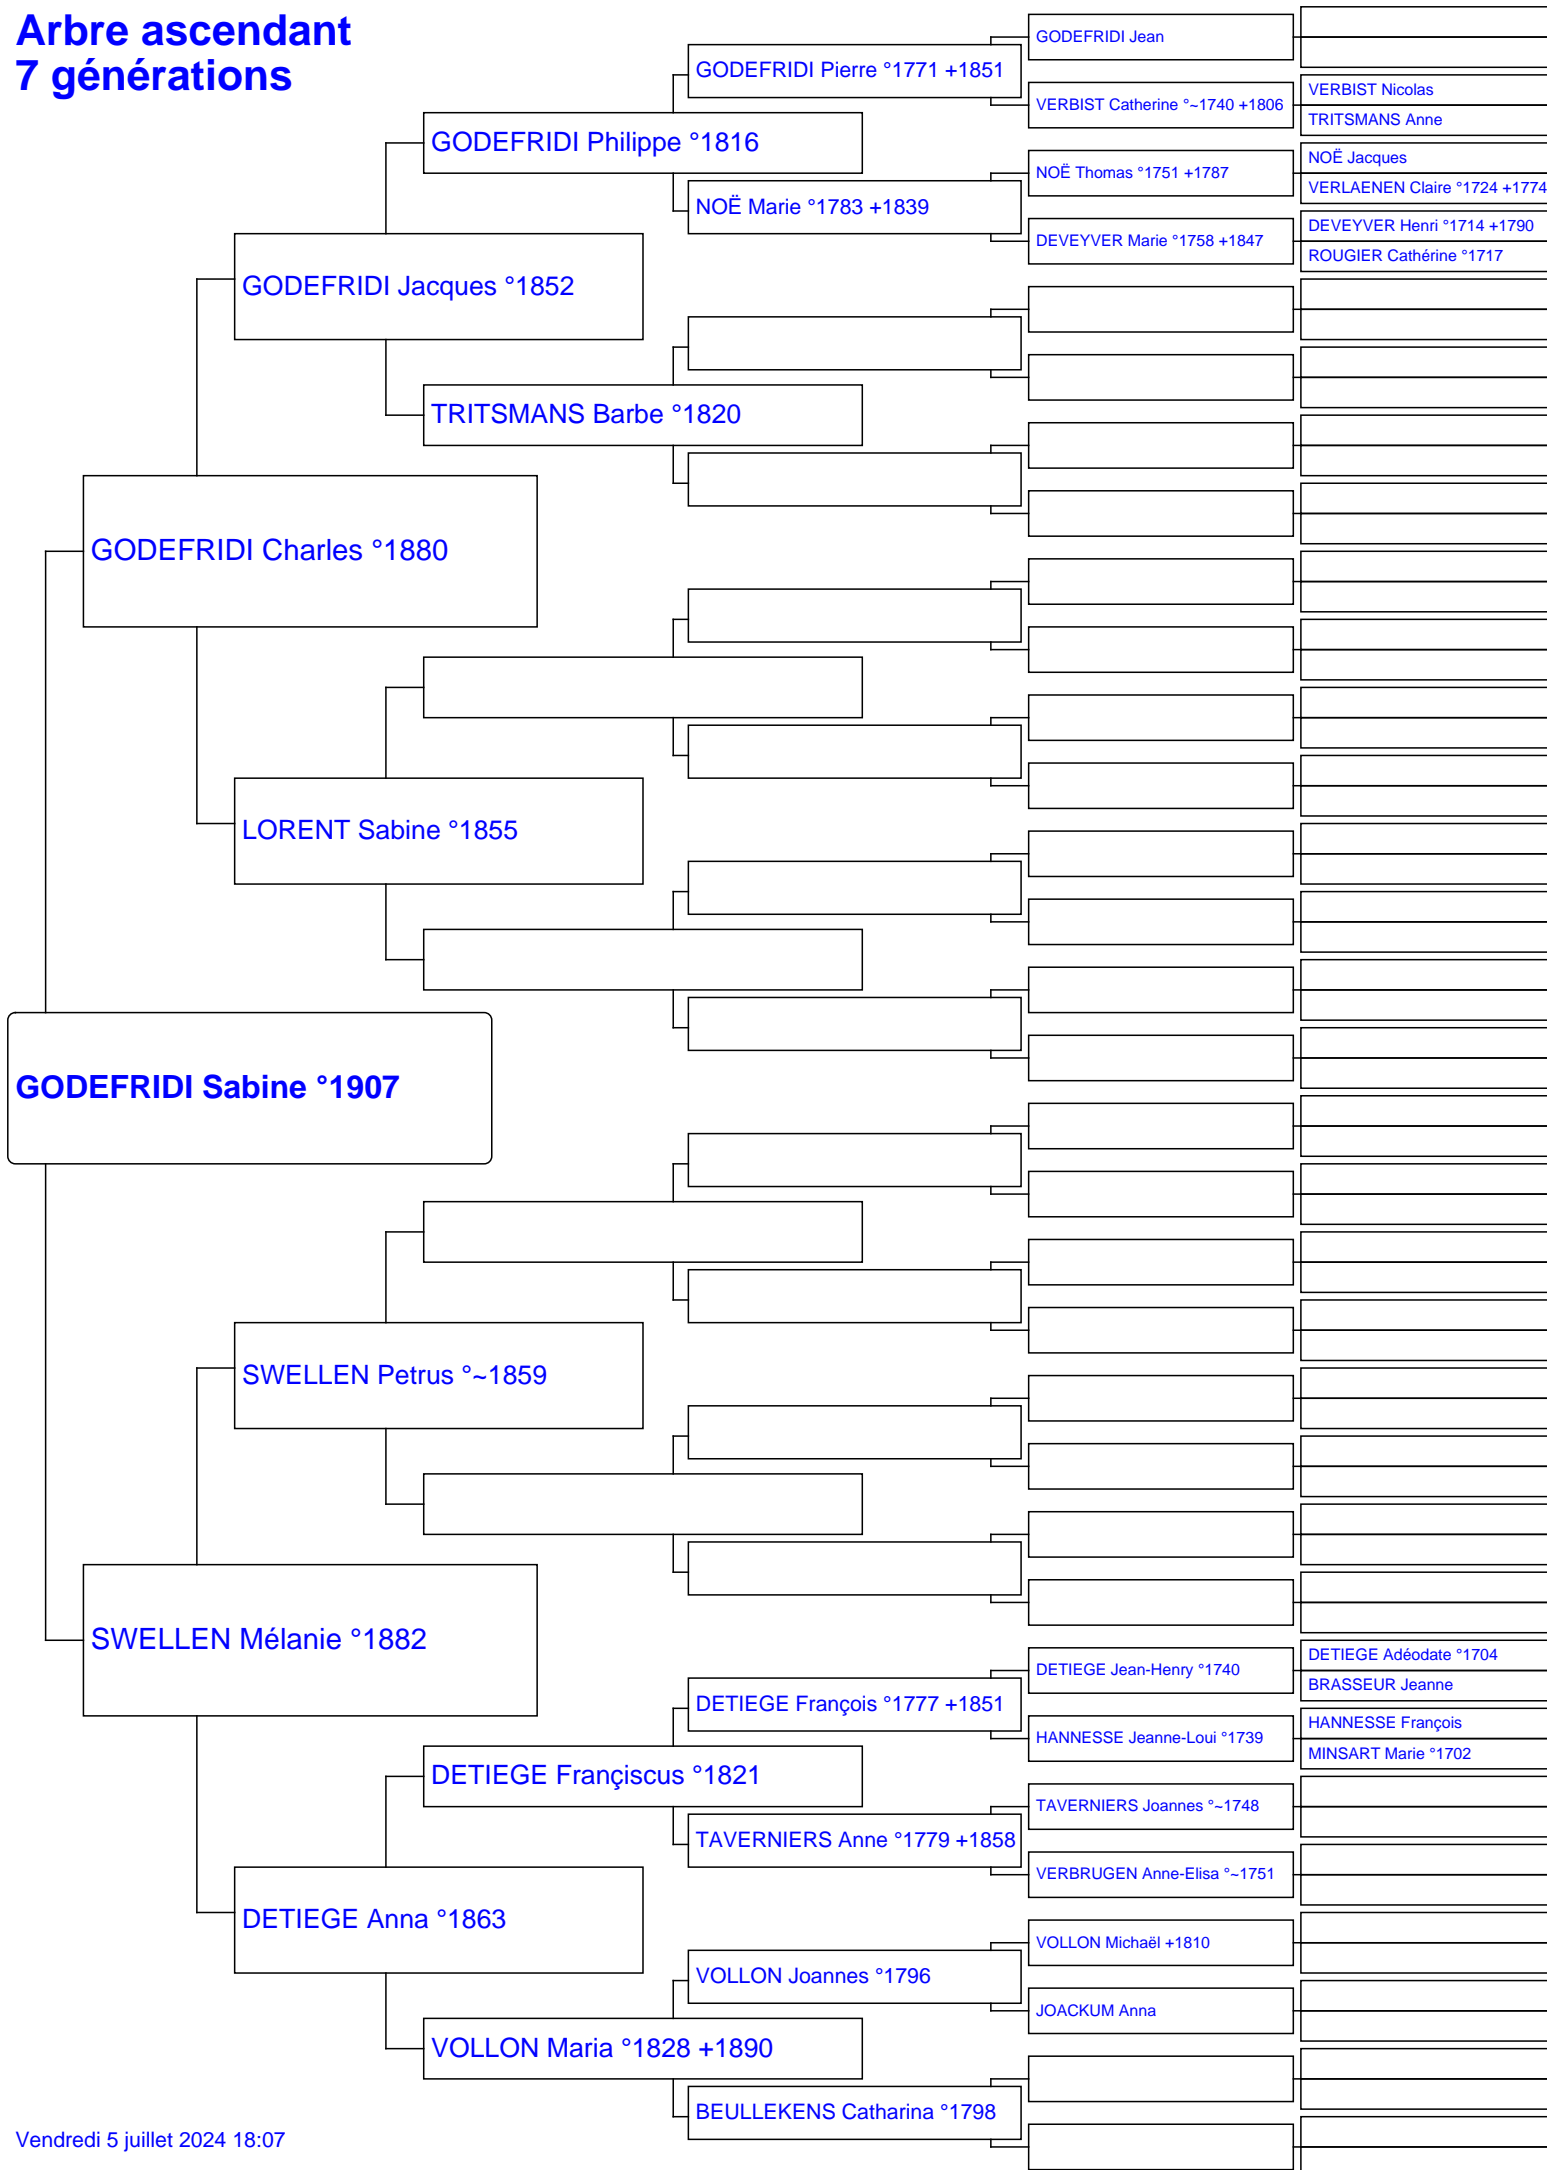 Arbre ascendant
7 générations
GODEFRIDI Jean
GODEFRIDI Pierre °1771 +1851
VERBIST Nicolas
VERBIST Catherine °~1740 +1806
TRITSMANS Anne
GODEFRIDI Philippe °1816
NOË Jacques
NOË Thomas °1751 +1787
VERLAENEN Claire °1724 +1774
NOË Marie °1783 +1839
DEVEYVER Henri °1714 +1790
DEVEYVER Marie °1758 +1847
ROUGIER Cathérine °1717
GODEFRIDI Jacques °1852
TRITSMANS Barbe °1820
GODEFRIDI Charles °1880
LORENT Sabine °1855
GODEFRIDI Sabine °1907
SWELLEN Petrus °~1859
SWELLEN Mélanie °1882
DETIEGE Adéodate °1704
DETIEGE Jean-Henry °1740
BRASSEUR Jeanne
DETIEGE François °1777 +1851
HANNESSE François
HANNESSE Jeanne-Loui °1739
MINSART Marie °1702
DETIEGE Françiscus °1821
TAVERNIERS Joannes °~1748
TAVERNIERS Anne °1779 +1858
VERBRUGEN Anne-Elisa °~1751
DETIEGE Anna °1863
VOLLON Michaël +1810
VOLLON Joannes °1796
JOACKUM Anna
VOLLON Maria °1828 +1890
BEULLEKENS Catharina °1798
Vendredi 5 juillet 2024 18:07